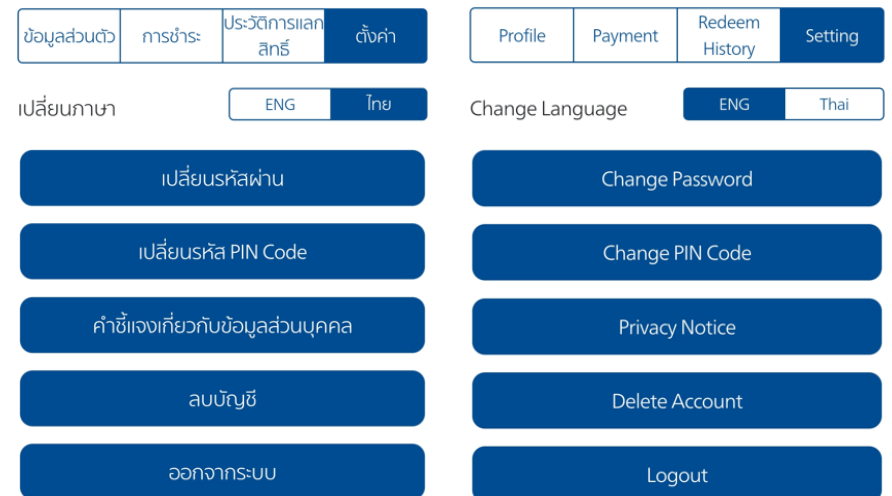 ข้อมูลส่วนตัว การชำระ ประวัติการแลก
สิทธิ์ ตั้งค่า
เปลี่ยนภาษา ENG ไทย
เปลี่ยนรหัสผ่าน
เปลี่ยนรหัส PIN Code
คำชี้แจงเกี่ยวกับข้อมูลส่วนบุคคล
ลบบัญชี
ออกจากระบบ
Profile Payment Redeem
History Setting
Change Language ENG Thai
Change Password
Change PIN Code
Privacy Notice
Delete Account
Logout